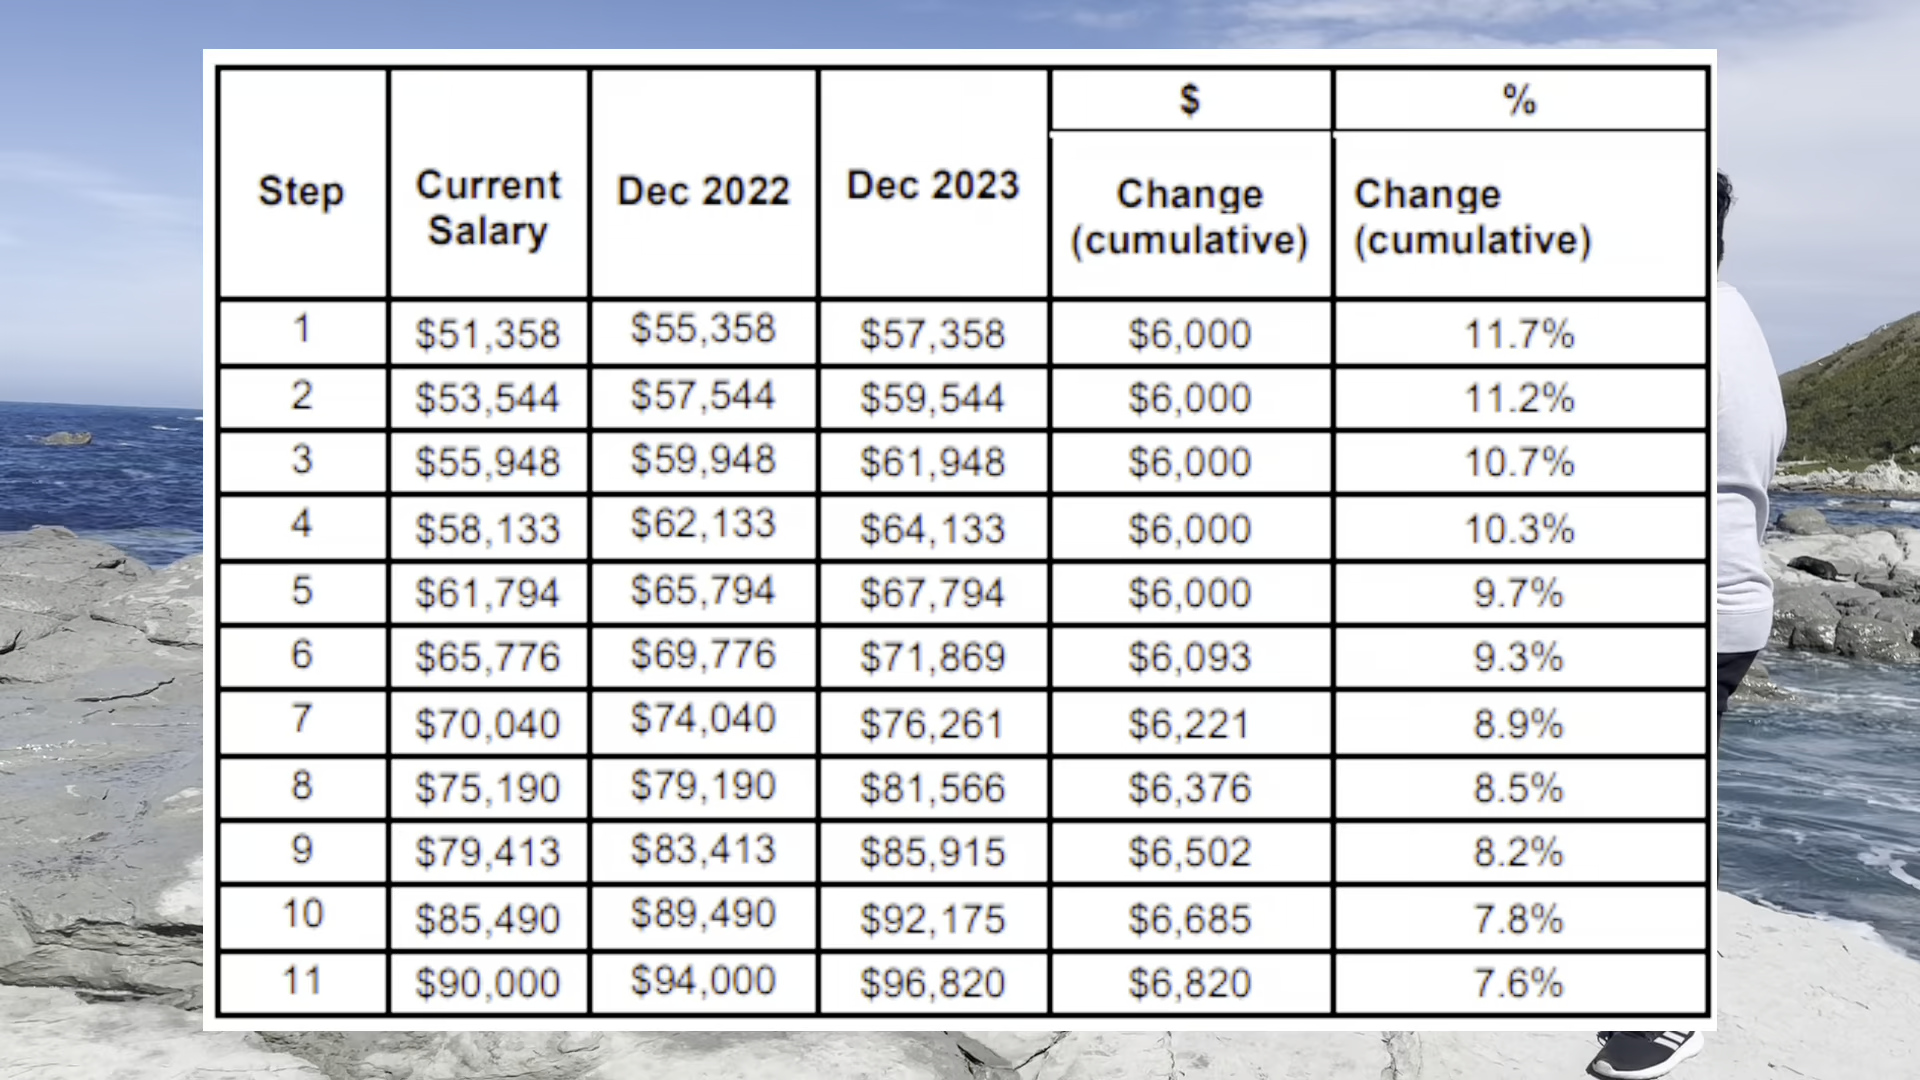 $ %
Step Current Salary Dec 2022 Dec 2023 Change (cumulative) Change (cumulative)
1 $51,358 $55,358 $57,358 $6,000 11.7%
2 $53,544 $57,544 $59,544 $6,000 11.2%
3 $55,948 $59,948 $61,948 $6,000 10.7%
4 $58,133 $62,133 $64,133 $6,000 10.3%
5 $61,794 $65,794 $67,794 $6,000 9.7%
6 $65,776 $69,776 $71,869 $6,093 9.3%
7 $70,040 $74,040 $76,261 $6,221 8.9%
8 $75,190 $79,190 $81,566 $6,376 8.5%
9 $79,413 $83,413 $85,915 $6,502 8.2%
10 $85,490 $89,490 $92,175 $6,685 7.8%
11 $90,000 $94,000 $96,820 $6,820 7.6%